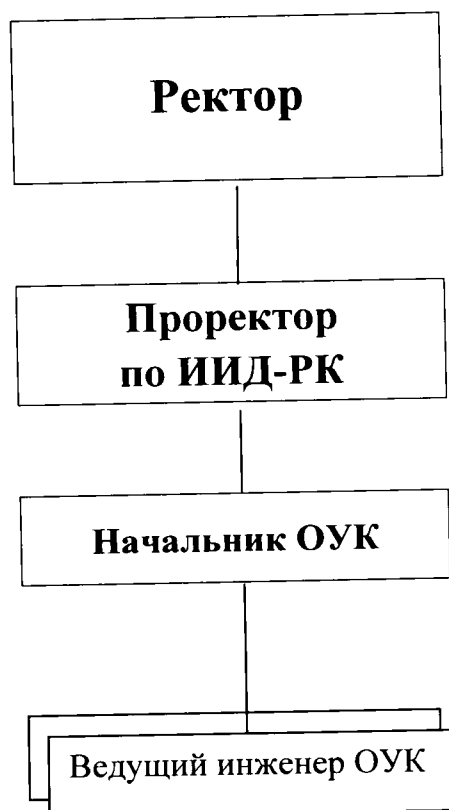 Ректор
Проректор
по ИИД-РК
Начальник ОУК
Ведущий инженер ОУК